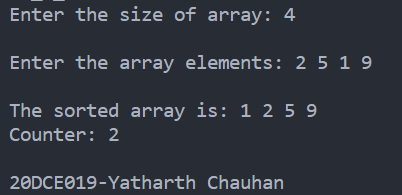 Enter the size of array: 4
Enter the array elements: 2 5 1 9
The sorted array is: 1 2 5 9
Counter: 2
20DCE019-Yatharth Chauhan